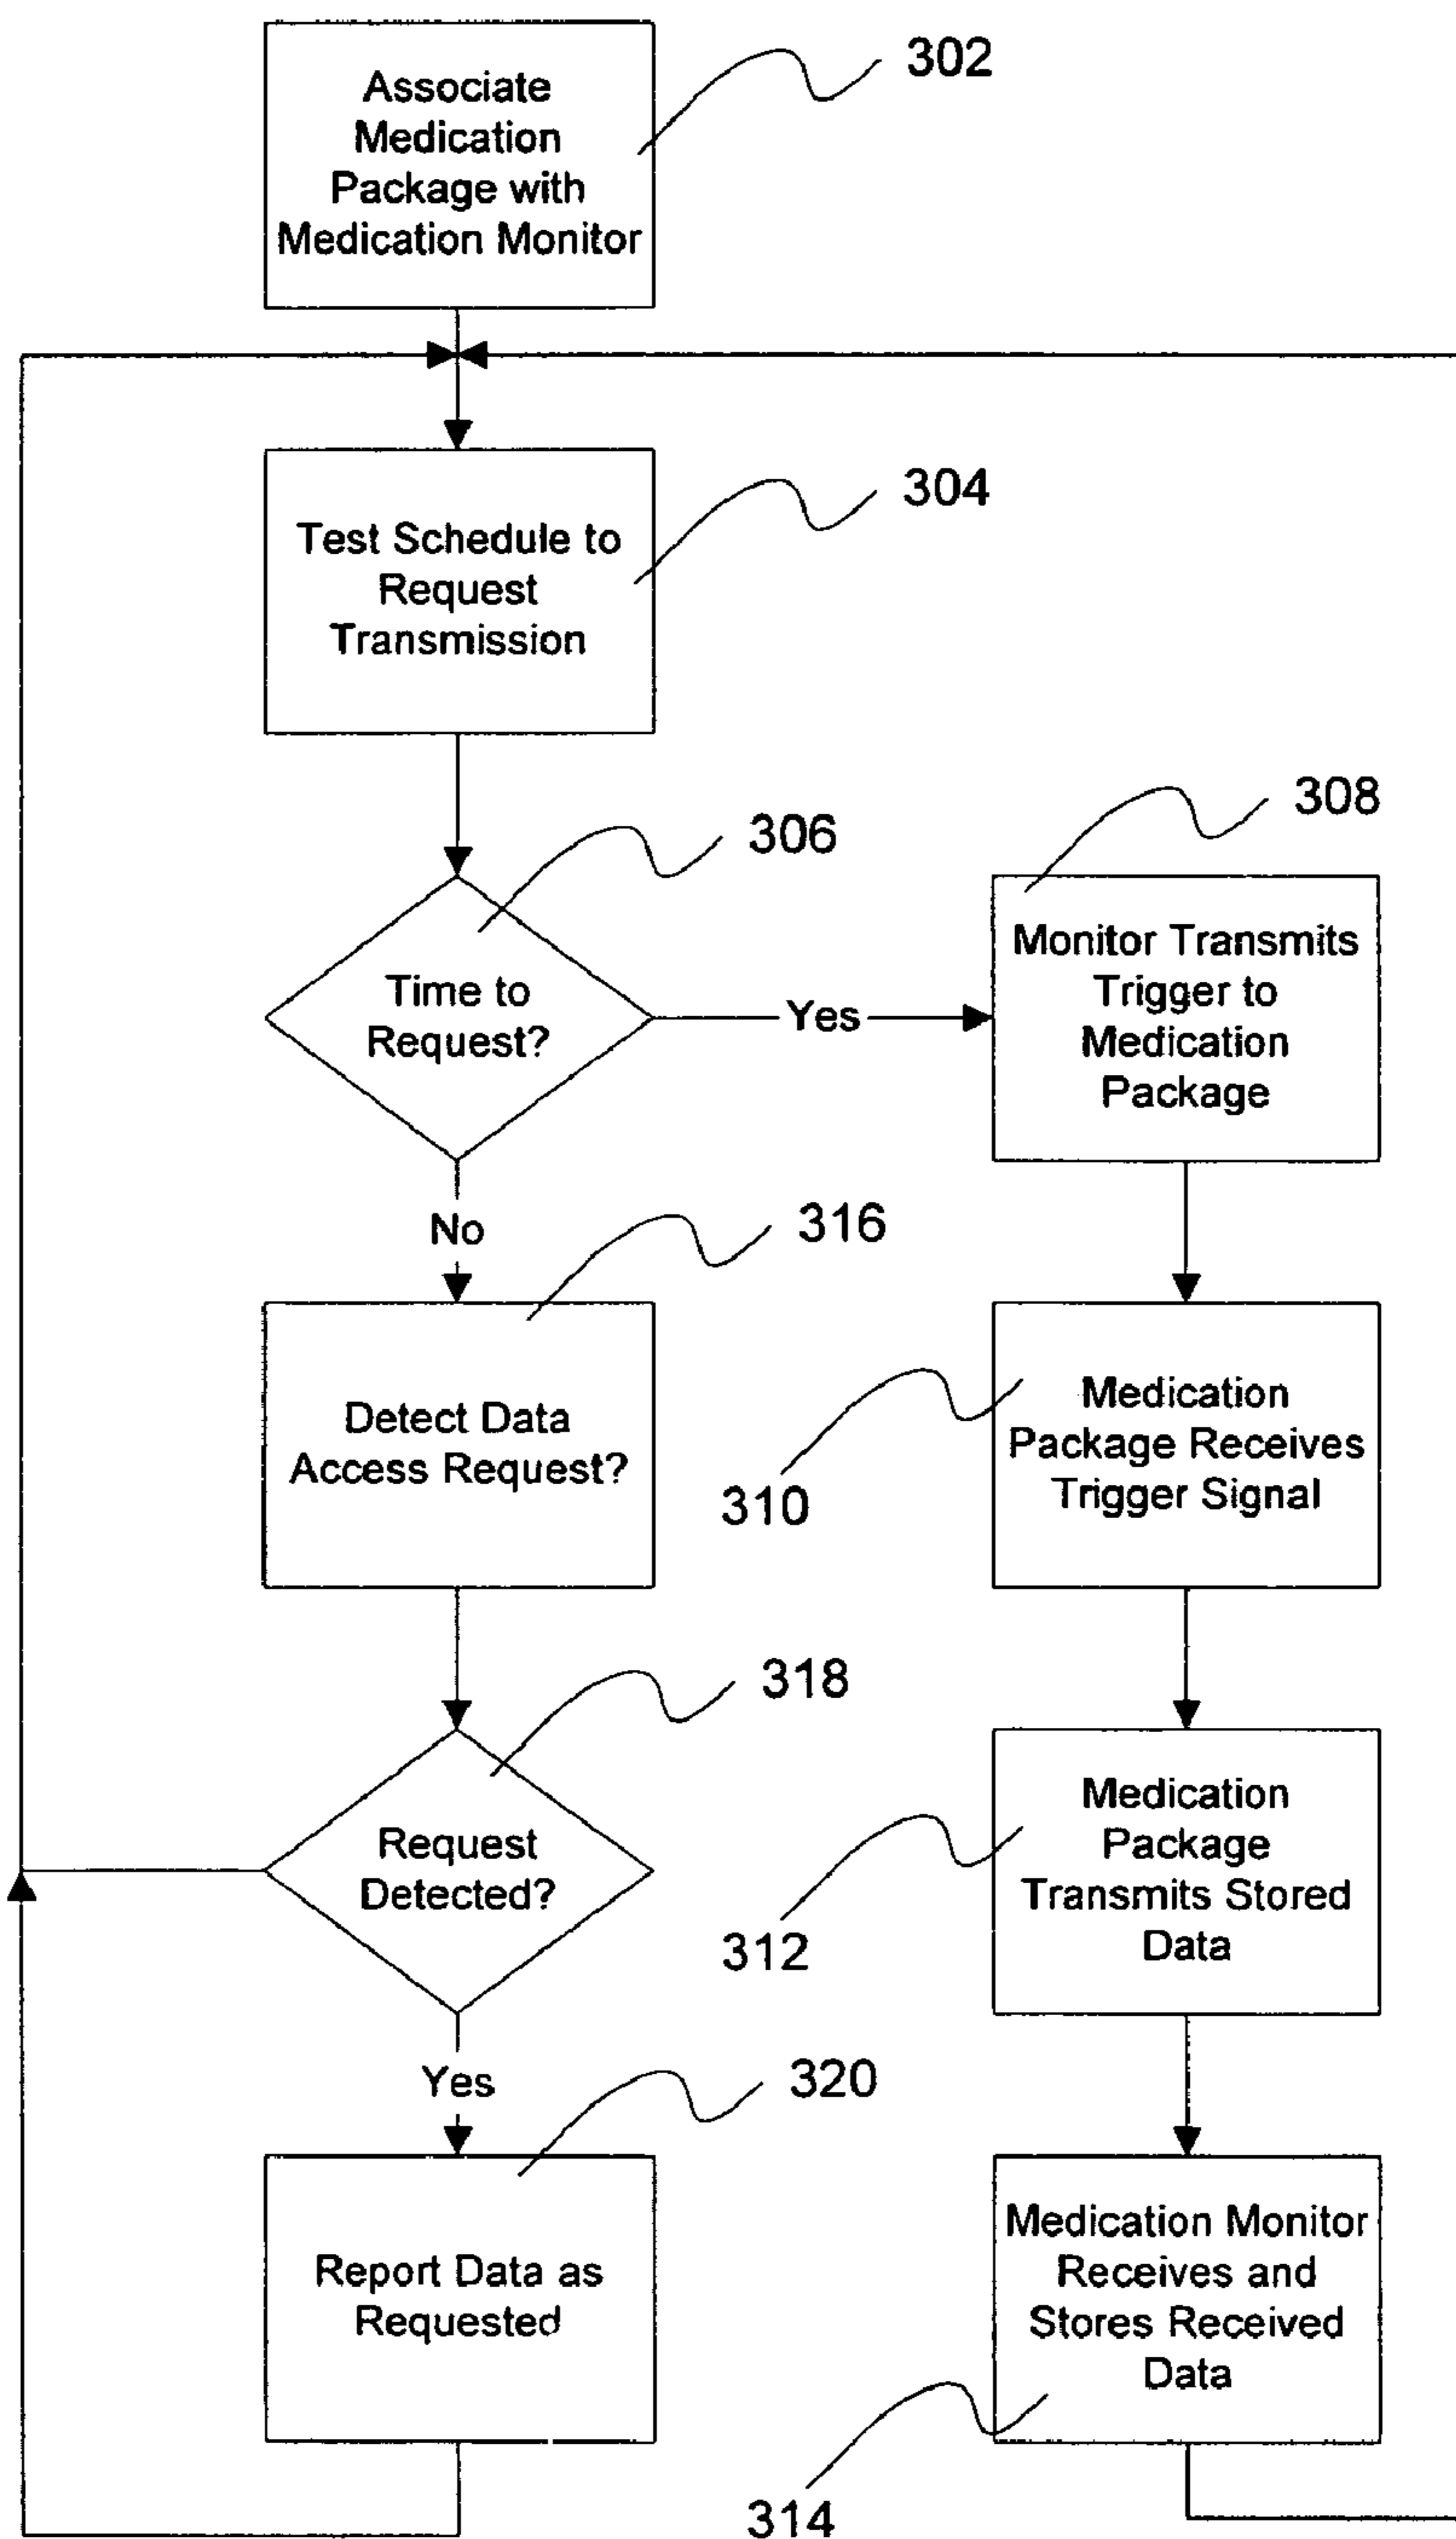 Associate
Medication
Package with
Medication Monitor
302
Test Schedule to
Request
Transmission
304
Time to
Request?
306
Yes
Monitor Transmits
Trigger to
Medication
Package
308
No
Detect Data
Access Request?
316
Medication
Package Receives
Trigger Signal
310
Request
Detected?
318
Medication
Package
Transmits Stored
Data
312
Yes
Report Data as
Requested
320
Medication Monitor
Receives and
Stores Received
Data
314